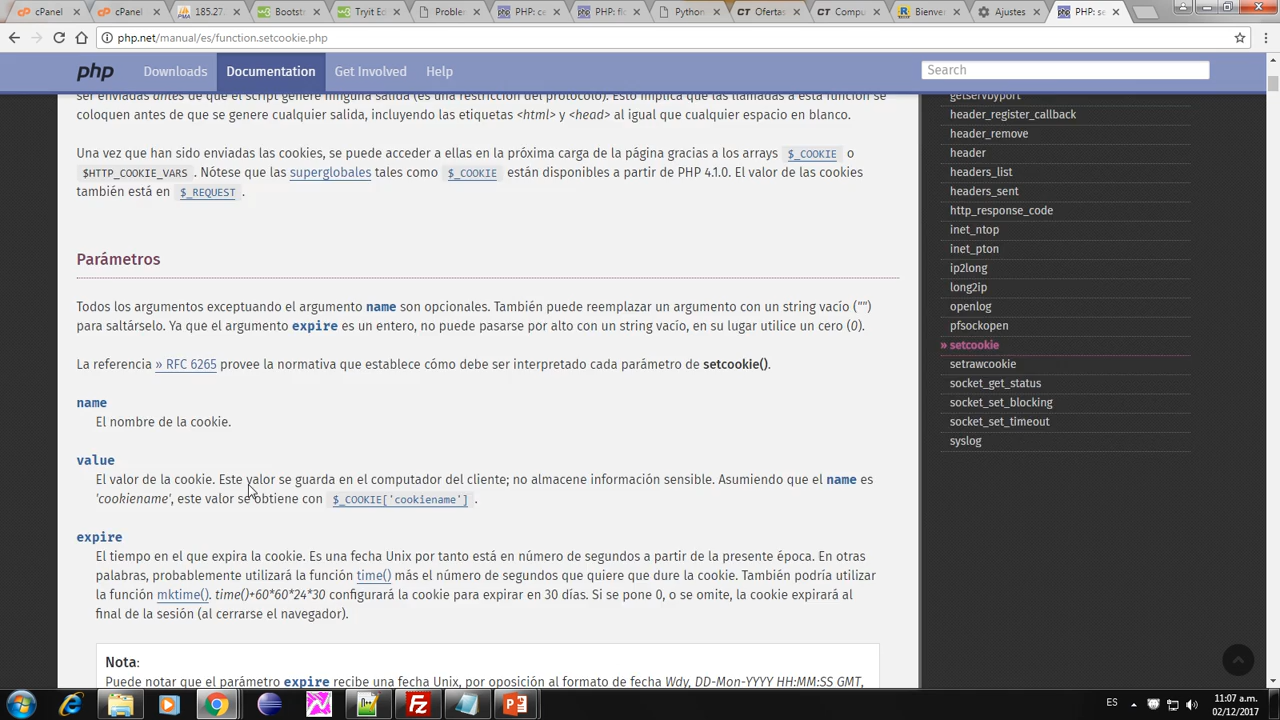 cPanel
cPanel
185.27
Bootst
Tryit Ed
Problem
PHP: ce
PHP: fl
Python
Ofertas
Compu
Bienver
Ajustes
PHP: se
php.net/manual/es/function.setcookie.php
php Downloads Documentation Get Involved Help Search
ser enviadas antes de que el script genere ninguna salida (es una restricción del protocolo). Esto implica que las llamadas a esta función se
coloquen antes de que se genere cualquier salida, incluyendo las etiquetas <html> y <head> al igual que cualquier espacio en blanco.
Una vez que han sido enviadas las cookies, se puede acceder a ellas en la próxima carga de la página gracias a los arrays $_COOKIE o
$HTTP_COOKIE_VARS . Nótese que las superglobales tales como $_COOKIE están disponibles a partir de PHP 4.1.0. El valor de las cookies
también está en $_REQUEST .
Parámetros
Todos los argumentos exceptuando el argumento name son opcionales. También puede reemplazar un argumento con un string vacío ("")
para saltárselo. Ya que el argumento expire es un entero, no puede pasarse por alto con un string vacío, en su lugar utilice un cero (0).
La referencia » RFC 6265 provee la normativa que establece cómo debe ser interpretado cada parámetro de setcookie().
name
El nombre de la cookie.
value
El valor de la cookie. Este valor se guarda en el computador del cliente; no almacene información sensible. Asumiendo que el name es
'cookiename', este valor se obtiene con $_COOKIE['cookiename'] .
expire
El tiempo en el que expira la cookie. Es una fecha Unix por tanto está en número de segundos a partir de la presente época. En otras
palabras, probablemente utilizará la función time() más el número de segundos que quiere que dure la cookie. También podría utilizar
la función mktime(). time()+60*60*24*30 configurará la cookie para expirar en 30 días. Si se pone 0, o se omite, la cookie expirará al
final de la sesión (al cerrarse el navegador).
Nota:
Puede notar que el parámetro expire recibe una fecha Unix, por oposición al formato de fecha Wdy, DD-Mon-YYYY HH:MM:SS GMT,
getservbyport
header_register_callback
header_remove
header
headers_list
headers_sent
http_response_code
inet_ntop
inet_pton
ip2long
long2ip
openlog
pfsockopen
» setcookie
setrawcookie
socket_get_status
socket_set_blocking
socket_set_timeout
syslog
ES
11:07 a.m.
02/12/2017